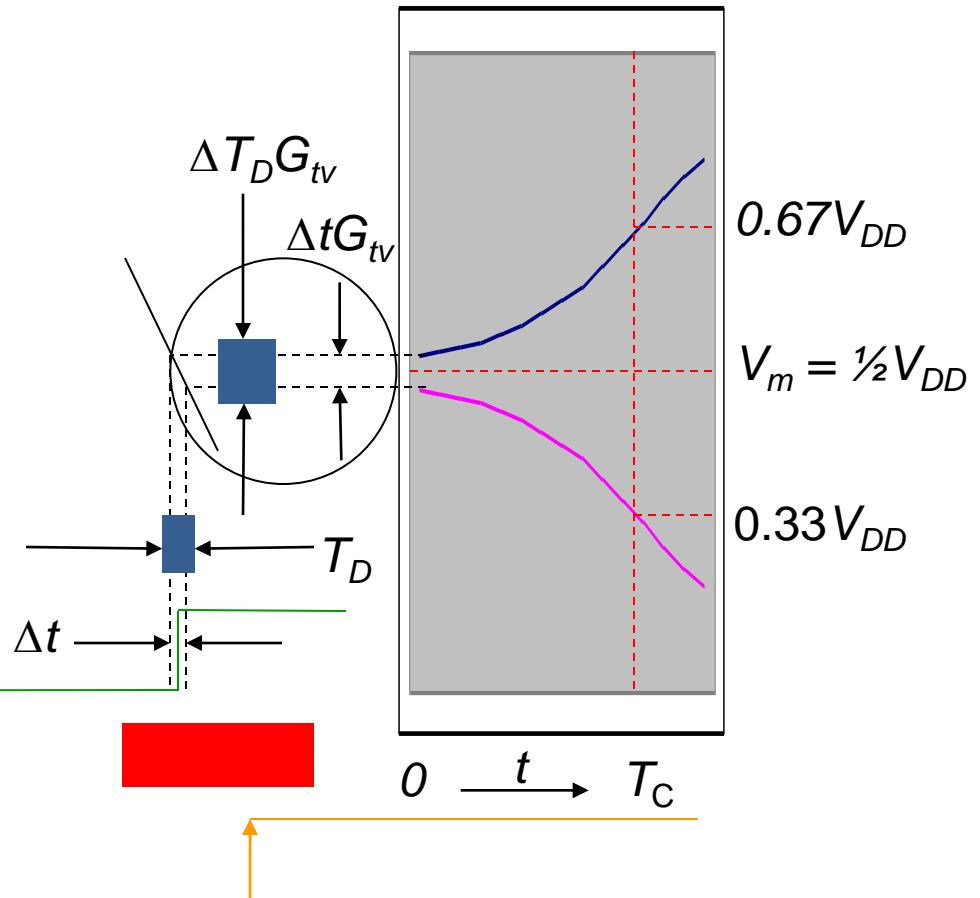 ΔT_DG_tv
ΔtG_tv
0.67V_DD
V_m = ½V_DD
0.33V_DD
T_D
Δt
0
t
T_C